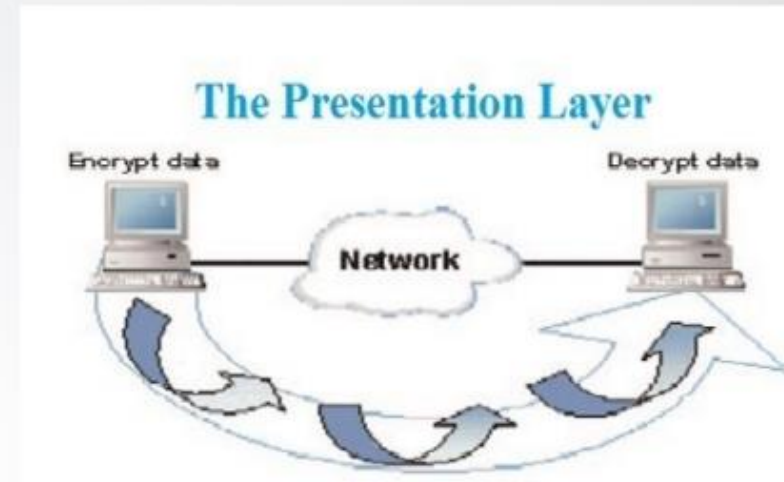 The Presentation Layer
Encrypt data
Decrypt data
Network